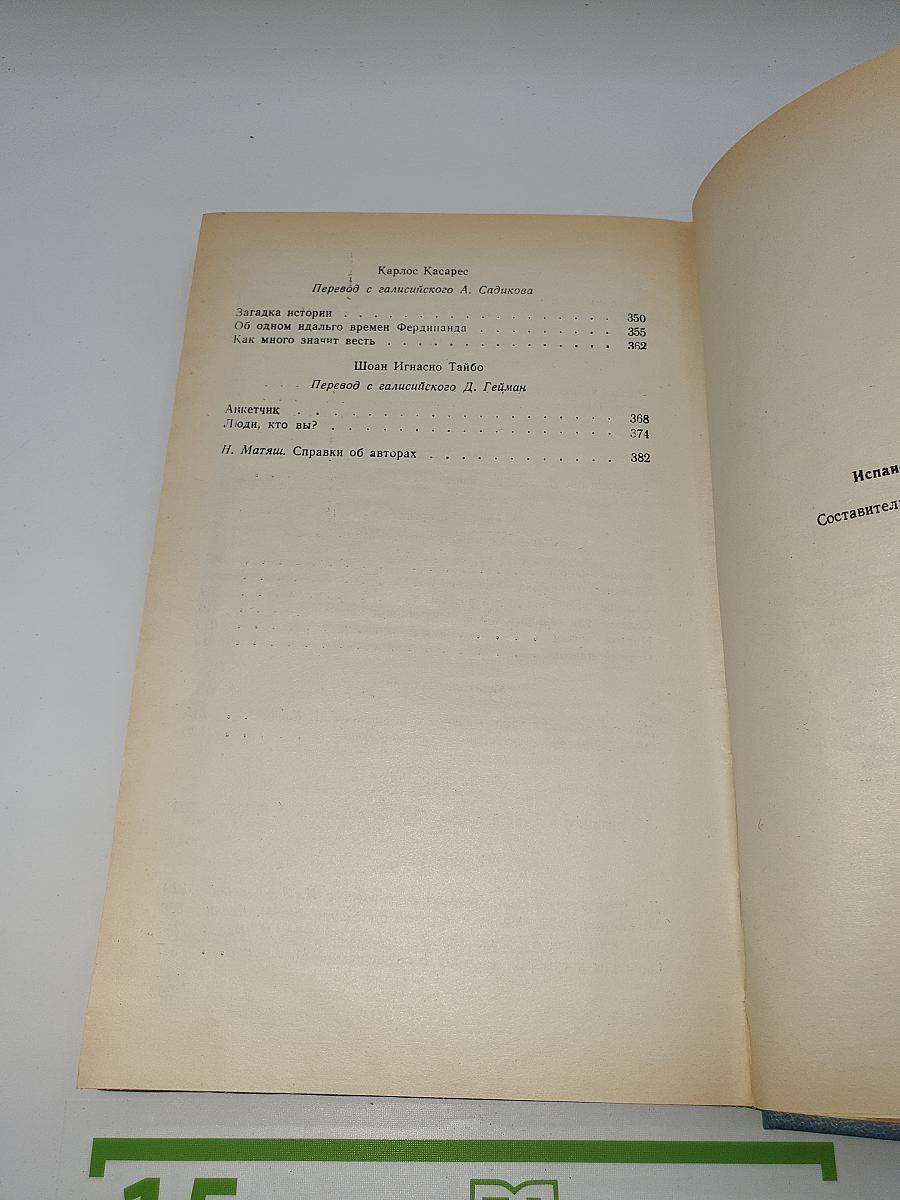 Карлос Касарес
Перевод с галисийского А. Садикова
Загадка истории . . . . . . . . . . . . . . . . . 350
Об одном идальго времен Фердинанда . . . . . . . . 355
Как много значит весть . . . . . . . . . . . . . . 362
Шоан Игнасио Тайбо
Перевод с галисийского Д. Гейман
Анкетчик . . . . . . . . . . . . . . . . . . 368
Люди, кто вы? . . . . . . . . . . . . . . . . 374
Н. Матяш. Справки об авторах . . . . . . . . . . . 382
Испан
Составител
15